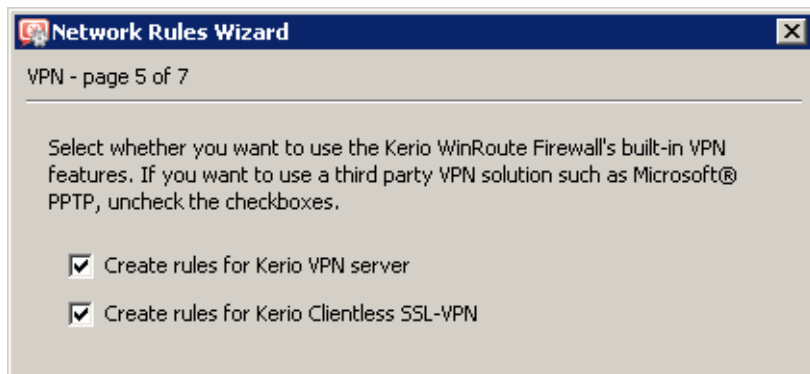 Network Rules Wizard
VPN - page 5 of 7
Select whether you want to use the Kerio WinRoute Firewall's built-in VPN
features. If you want to use a third party VPN solution such as Microsoft®
PPTP, uncheck the checkboxes.
Create rules for Kerio VPN server
Create rules for Kerio Clientless SSL-VPN